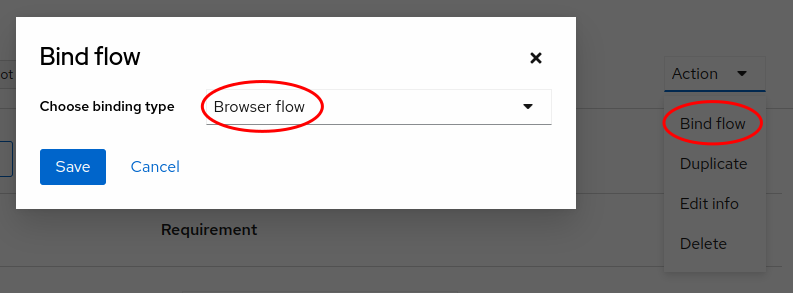 Bind flow
Choose binding type
Browser flow
Save
Cancel
ot
Action
Bind flow
Duplicate
Edit info
Delete
Requirement